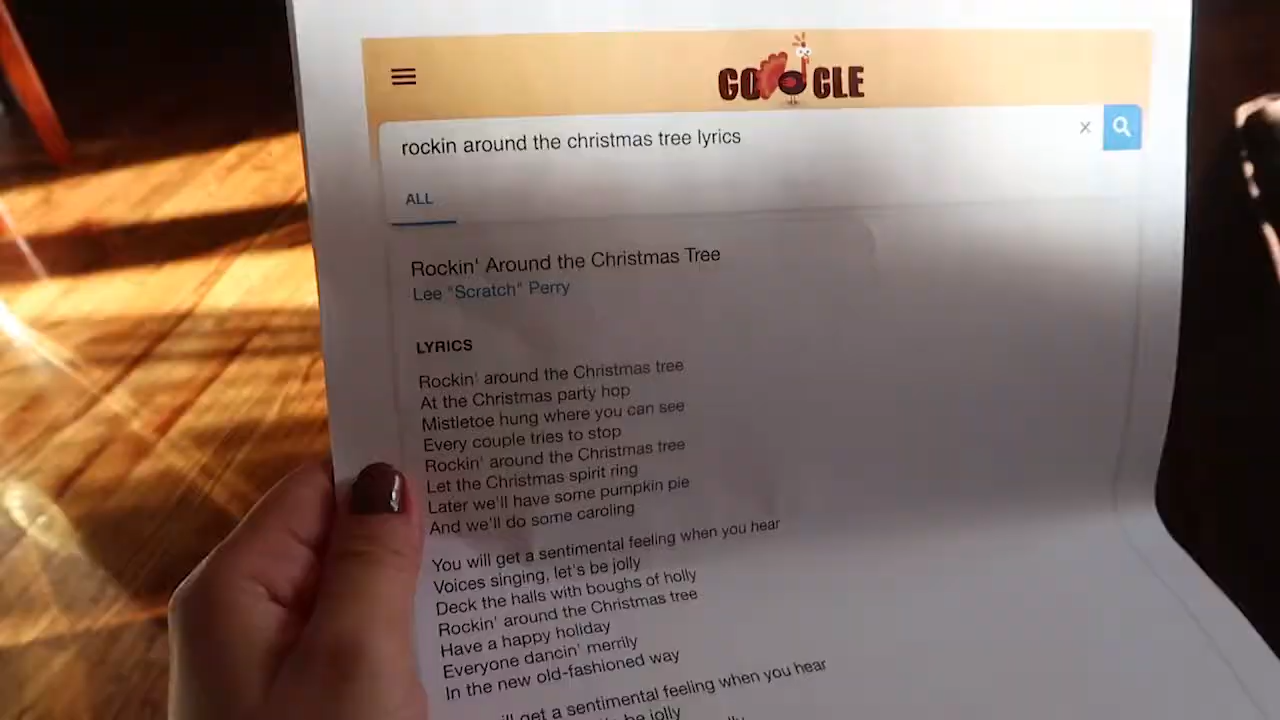 GOOGLE
rockin around the christmas tree lyrics
ALL
Rockin' Around the Christmas Tree
Lee "Scratch" Perry
LYRICS
Rockin' around the Christmas tree
At the Christmas party hop
Mistletoe hung where you can see
Every couple tries to stop
Rockin' around the Christmas tree
Let the Christmas spirit ring
Later we'll have some pumpkin pie
And we'll do some caroling
You will get a sentimental feeling when you hear
Voices singing, let's be jolly
Deck the halls with boughs of holly
Rockin' around the Christmas tree
Have a happy holiday
Everyone dancin' merrily
In the new old-fashioned way
get a sentimental feeling when you hear
be jolly